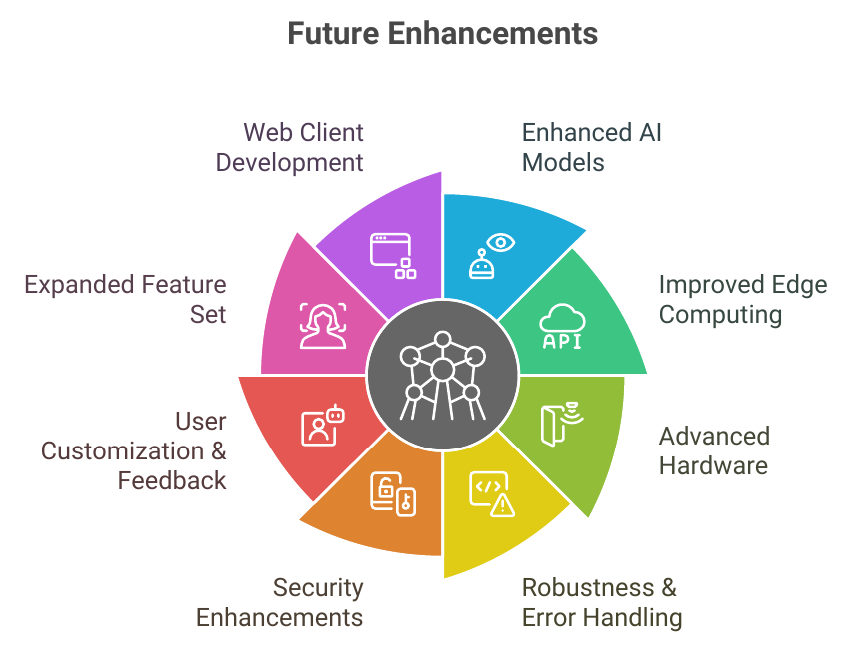 Future Enhancements
Web Client
Development
Enhanced AI
Models
Expanded Feature
Set
Improved Edge
Computing
API
User
Customization &
Feedback
Advanced
Hardware
</>
Security
Enhancements
Robustness &
Error Handling